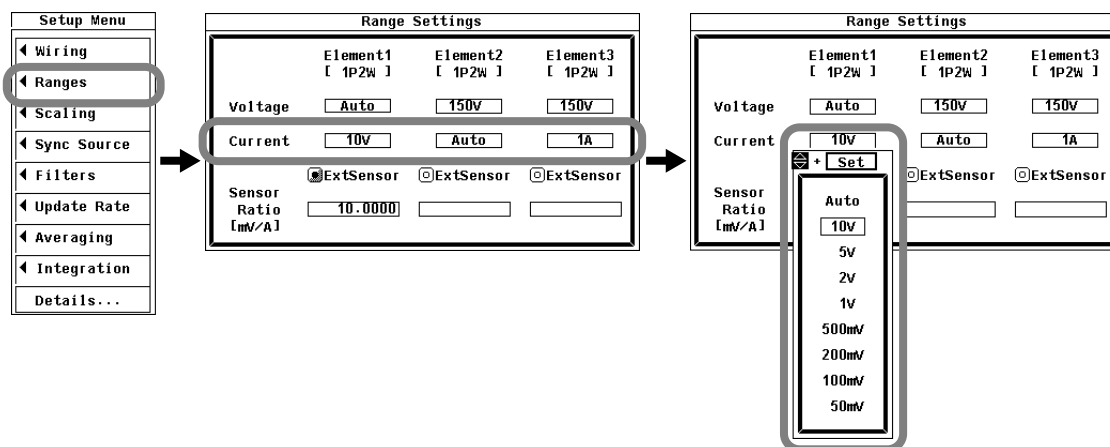 Setup Menu
Wiring
Ranges
Scaling
Sync Source
Filters
Update Rate
Averaging
Integration
Details...
Range Settings
Element1 Element2 Element3
[ 1P2W ] [ 1P2W ] [ 1P2W ]
Voltage Auto 150V 150V
Current 10V Auto 1A
ExtSensor ExtSensor ExtSensor
Sensor
Ratio 10.0000
[mV/A]
Range Settings
Element1 Element2 Element3
[ 1P2W ] [ 1P2W ] [ 1P2W ]
Voltage Auto 150V 150V
Current 10V Auto 1A
+ Set
ExtSensor ExtSensor
Sensor
Ratio
[mV/A]
Auto
10V
5V
2V
1V
500mV
200mV
100mV
50mV